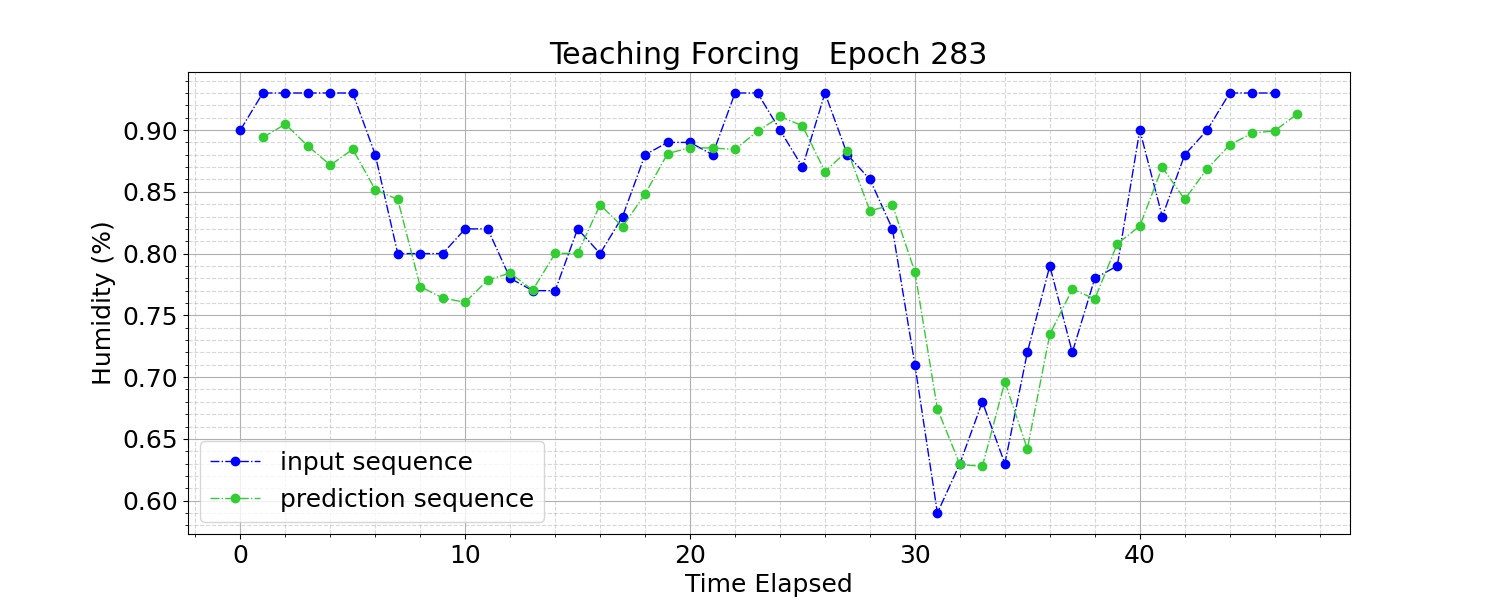 Teaching Forcing   Epoch 283
Humidity (%)
0.90
0.85
0.80
0.75
0.70
0.65
0.60
input sequence
prediction sequence
0 10 20 30 40
Time Elapsed